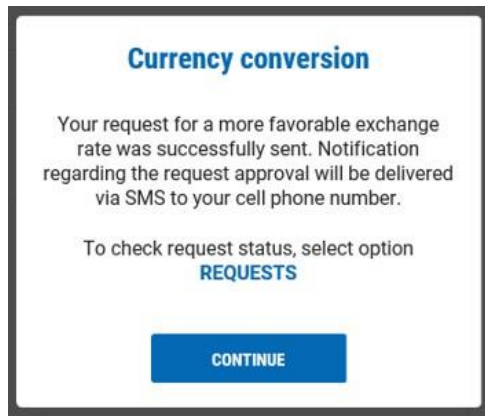 Currency conversion
Your request for a more favorable exchange
rate was successfully sent. Notification
regarding the request approval will be delivered
via SMS to your cell phone number.
To check request status, select option
REQUESTS
CONTINUE